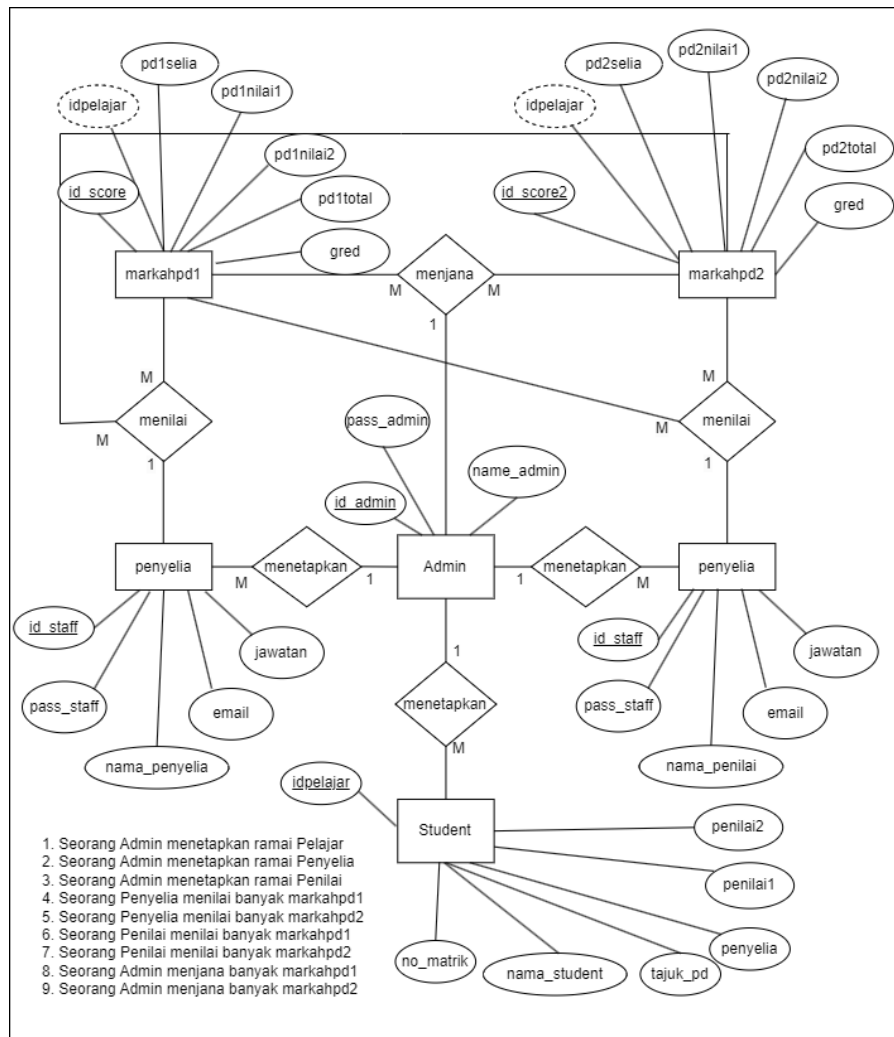 pd1selia
pd2selia
pd2nilai1
idpelajar
pd1nilai1
idpelajar
pd2nilai2
pd1nilai2
pd2total
id_score
pd1total
id_score2
gred
gred
markahpd1
menjana
markahpd2
M
M
1
M
M
pass_admin
menilai
menilai
M
M
1
name_admin
1
id_admin
penyelia
menetapkan
Admin
menetapkan
penyelia
M
1
1
M
id_staff
jawatan
id_staff
jawatan
1
pass_staff
email
menetapkan
pass_staff
email
nama_penyelia
M
nama_penilai
idpelajar
Student
penilai2
penilai1
penyelia
no_matrik
nama_student
tajuk_pd
1. Seorang Admin menetapkan ramai Pelajar
2. Seorang Admin menetapkan ramai Penyelia
3. Seorang Admin menetapkan ramai Penilai
4. Seorang Penyelia menilai banyak markahpd1
5. Seorang Penyelia menilai banyak markahpd2
6. Seorang Penilai menilai banyak markahpd1
7. Seorang Penilai menilai banyak markahpd2
8. Seorang Admin menjana banyak markahpd1
9. Seorang Admin menjana banyak markahpd2